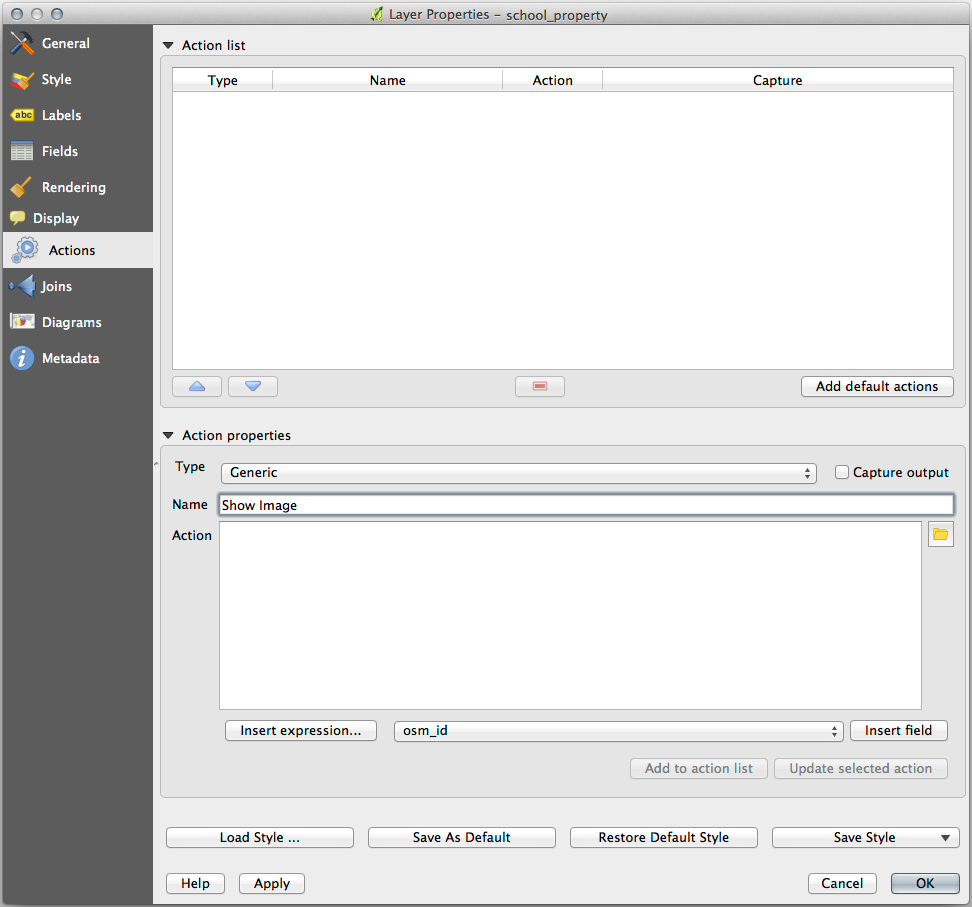 Layer Properties - school_property
General
Style
abc Labels
Fields
Rendering
Display
Actions
Joins
Diagrams
i Metadata
Action list
Type Name Action Capture
Add default actions
Action properties
Type Generic Capture output
Name Show Image
Action
Insert expression... osm_id Insert field
Add to action list Update selected action
Load Style ... Save As Default Restore Default Style Save Style
Help Apply Cancel OK